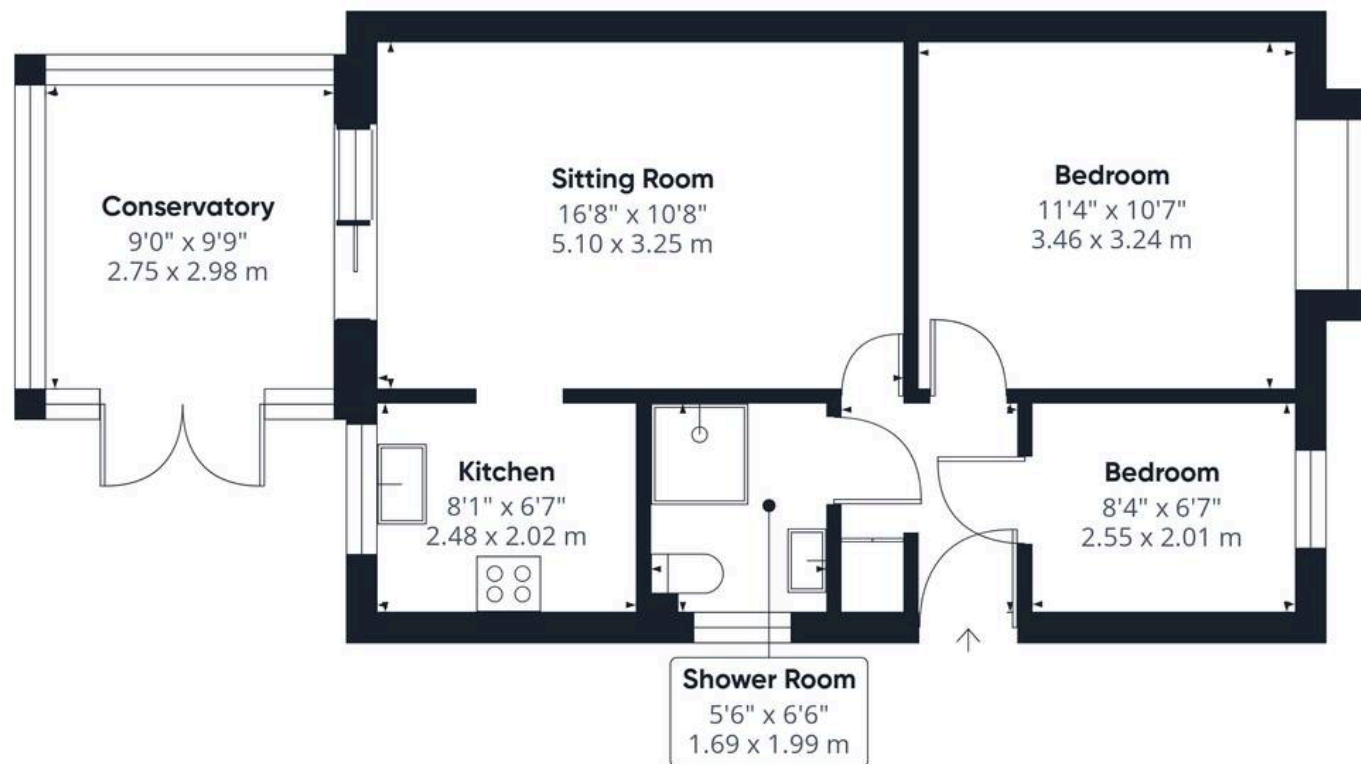 Conservatory
9'0" x 9'9"
2.75 x 2.98 m
Sitting Room
16'8" x 10'8"
5.10 x 3.25 m
Bedroom
11'4" x 10'7"
3.46 x 3.24 m
Kitchen
8'1" x 6'7"
2.48 x 2.02 m
Bedroom
8'4" x 6'7"
2.55 x 2.01 m
Shower Room
5'6" x 6'6"
1.69 x 1.99 m